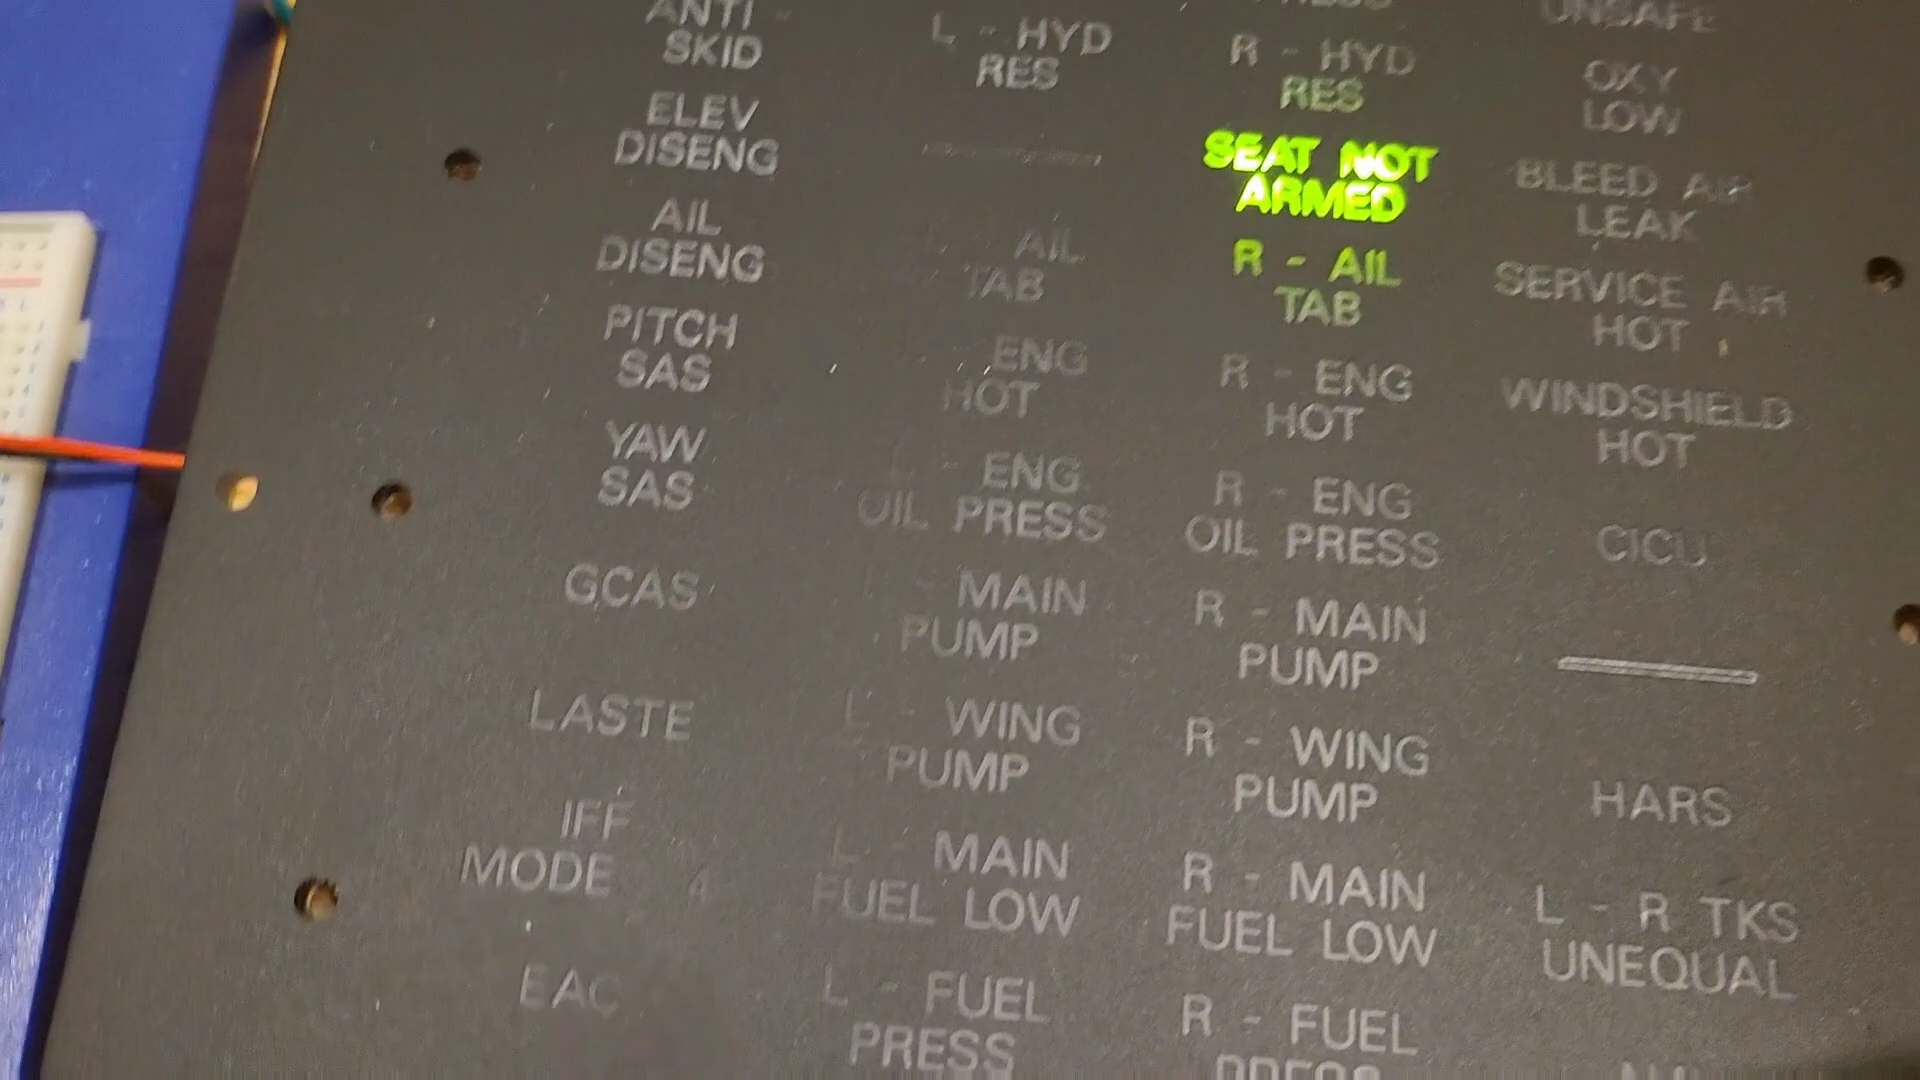 ANTI -
SKID
ELEV
DISENG
AIL
DISENG
PITCH
SAS
YAW
SAS
GCAS
LASTE
IFF
MODE 4
EAC
L - HYD
RES
AIL
TAB
ENG
HOT
L - ENG
OIL PRESS
MAIN
PUMP
L - WING
PUMP
L - MAIN
FUEL LOW
L - FUEL
PRESS
R - HYD
RES
SEAT NOT
ARMED
R - AIL
TAB
R - ENG
HOT
R - ENG
OIL PRESS
R - MAIN
PUMP
R - WING
PUMP
R - MAIN
FUEL LOW
R - FUEL
UNSAFE
OXY
LOW
BLEED AIR
LEAK
SERVICE AIR
HOT
WINDSHIELD
HOT
CICU
HARS
L - R TKS
UNEQUAL